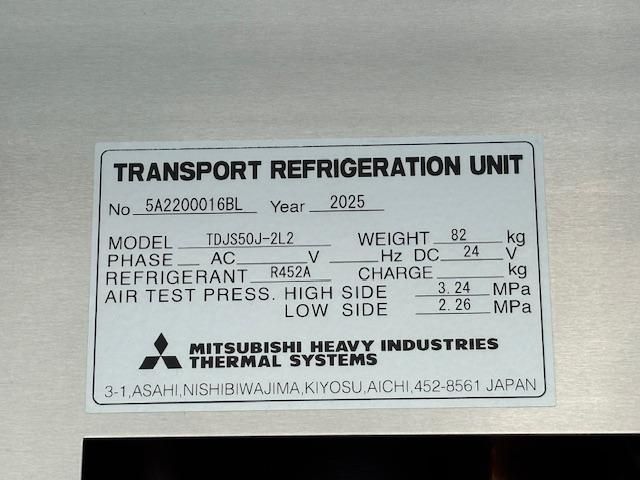 TRANSPORT REFRIGERATION UNIT
No 5A2200016BL Year 2025
MODEL TDJS50J-2L2 WEIGHT 82 kg
PHASE AC V Hz DC 24 V
REFRIGERANT R452A CHARGE kg
AIR TEST PRESS. HIGH SIDE 3.24 MPa
LOW SIDE 2.26 MPa
MITSUBISHI HEAVY INDUSTRIES
THERMAL SYSTEMS
3-1,ASAHI,NISHIBIWAJIMA,KIYOSU,AICHI,452-8561 JAPAN